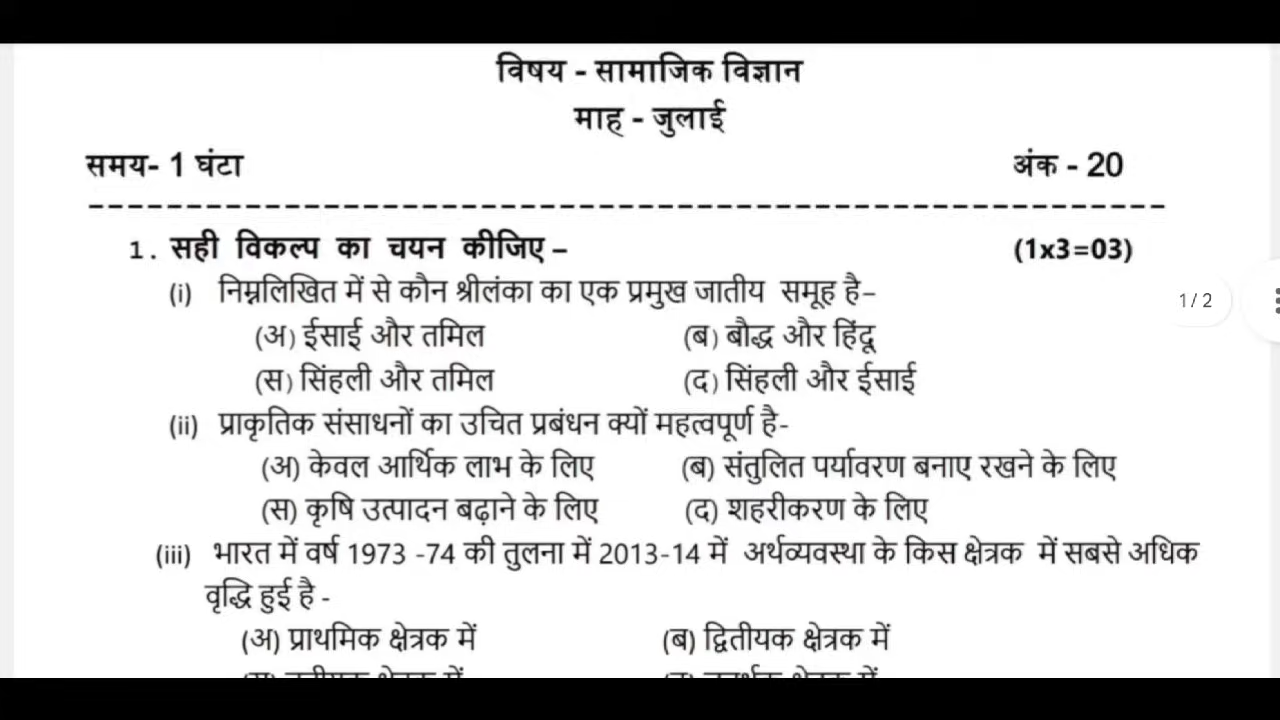 विषय - सामाजिक विज्ञान
माह - जुलाई
समय- 1 घंटा अंक - 20
1. सही विकल्प का चयन कीजिए – (1x3=03)
(i) निम्नलिखित में से कौन श्रीलंका का एक प्रमुख जातीय समूह है–
(अ) ईसाई और तमिल (ब) बौद्ध और हिंदू
(स) सिंहली और तमिल (द) सिंहली और ईसाई
(ii) प्राकृतिक संसाधनों का उचित प्रबंधन क्यों महत्वपूर्ण है-
(अ) केवल आर्थिक लाभ के लिए (ब) संतुलित पर्यावरण बनाए रखने के लिए
(स) कृषि उत्पादन बढ़ाने के लिए (द) शहरीकरण के लिए
(iii) भारत में वर्ष 1973 -74 की तुलना में 2013-14 में अर्थव्यवस्था के किस क्षेत्रक में सबसे अधिक
वृद्धि हुई है -
(अ) प्राथमिक क्षेत्रक में (ब) द्वितीयक क्षेत्रक में
1 / 2